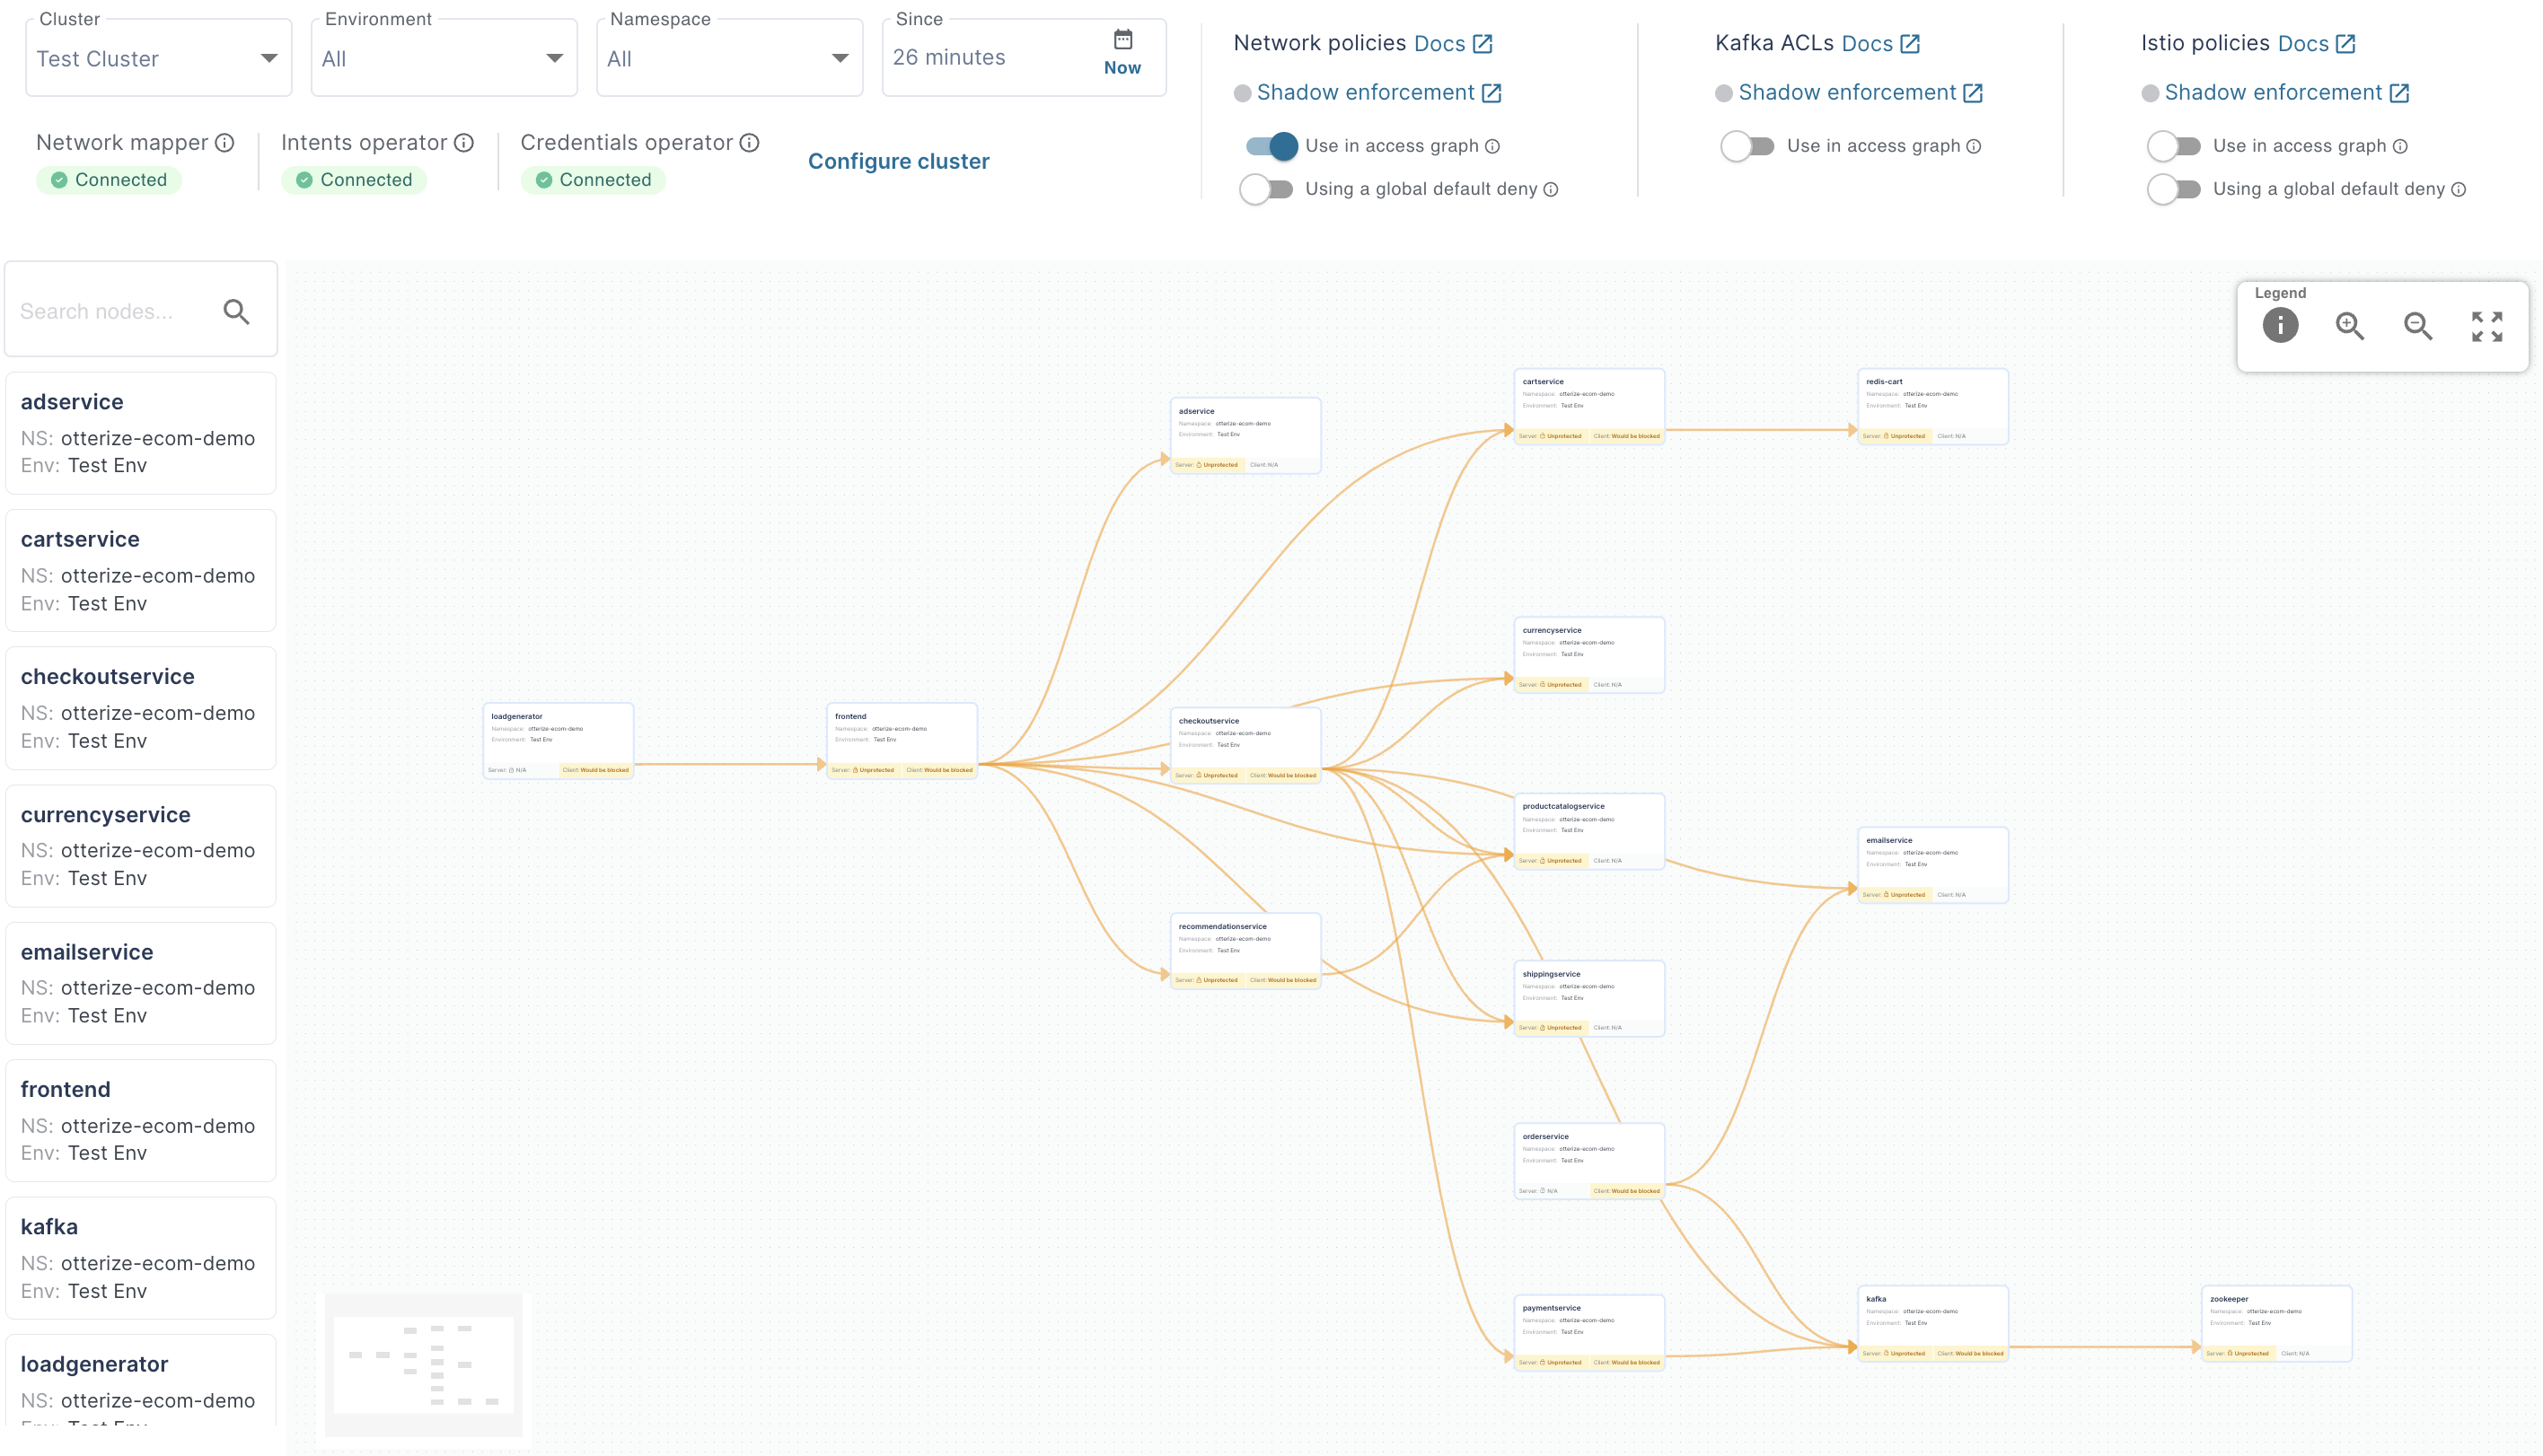 Cluster
Test Cluster
Environment
All
Namespace
All
Since
26 minutes
Now
Network mapper
Connected
Intents operator
Connected
Credentials operator
Connected
Configure cluster
Network policies Docs
Shadow enforcement
Use in access graph
Using a global default deny
Kafka ACLs Docs
Shadow enforcement
Use in access graph
Istio policies Docs
Shadow enforcement
Use in access graph
Using a global default deny
Search nodes...
adservice
NS: otterize-ecom-demo
Env: Test Env
cartservice
NS: otterize-ecom-demo
Env: Test Env
checkoutservice
NS: otterize-ecom-demo
Env: Test Env
currencyservice
NS: otterize-ecom-demo
Env: Test Env
emailservice
NS: otterize-ecom-demo
Env: Test Env
frontend
NS: otterize-ecom-demo
Env: Test Env
kafka
NS: otterize-ecom-demo
Env: Test Env
loadgenerator
NS: otterize-ecom-demo
Env: Test Env
Legend
loadgenerator
Namespace: otterize-ecom-demo
Environment: Test Env
Server: N/A Client: Would be blocked
frontend
Namespace: otterize-ecom-demo
Environment: Test Env
Server: Unprotected Client: Would be blocked
adservice
Namespace: otterize-ecom-demo
Environment: Test Env
Server: Unprotected Client: N/A
checkoutservice
Namespace: otterize-ecom-demo
Environment: Test Env
Server: Unprotected Client: Would be blocked
recommendationservice
Namespace: otterize-ecom-demo
Environment: Test Env
Server: Unprotected Client: Would be blocked
cartservice
Namespace: otterize-ecom-demo
Environment: Test Env
Server: Unprotected Client: Would be blocked
currencyservice
Namespace: otterize-ecom-demo
Environment: Test Env
Server: Unprotected Client: N/A
productcatalogservice
Namespace: otterize-ecom-demo
Environment: Test Env
Server: Unprotected Client: N/A
shippingservice
Namespace: otterize-ecom-demo
Environment: Test Env
Server: Unprotected Client: N/A
orderservice
Namespace: otterize-ecom-demo
Environment: Test Env
Server: N/A Client: Would be blocked
paymentservice
Namespace: otterize-ecom-demo
Environment: Test Env
Server: Unprotected Client: Would be blocked
redis-cart
Namespace: otterize-ecom-demo
Environment: Test Env
Server: Unprotected Client: N/A
emailservice
Namespace: otterize-ecom-demo
Environment: Test Env
Server: Unprotected Client: N/A
kafka
Namespace: otterize-ecom-demo
Environment: Test Env
Server: Unprotected Client: Would be blocked
zookeeper
Namespace: otterize-ecom-demo
Environment: Test Env
Server: Unprotected Client: N/A